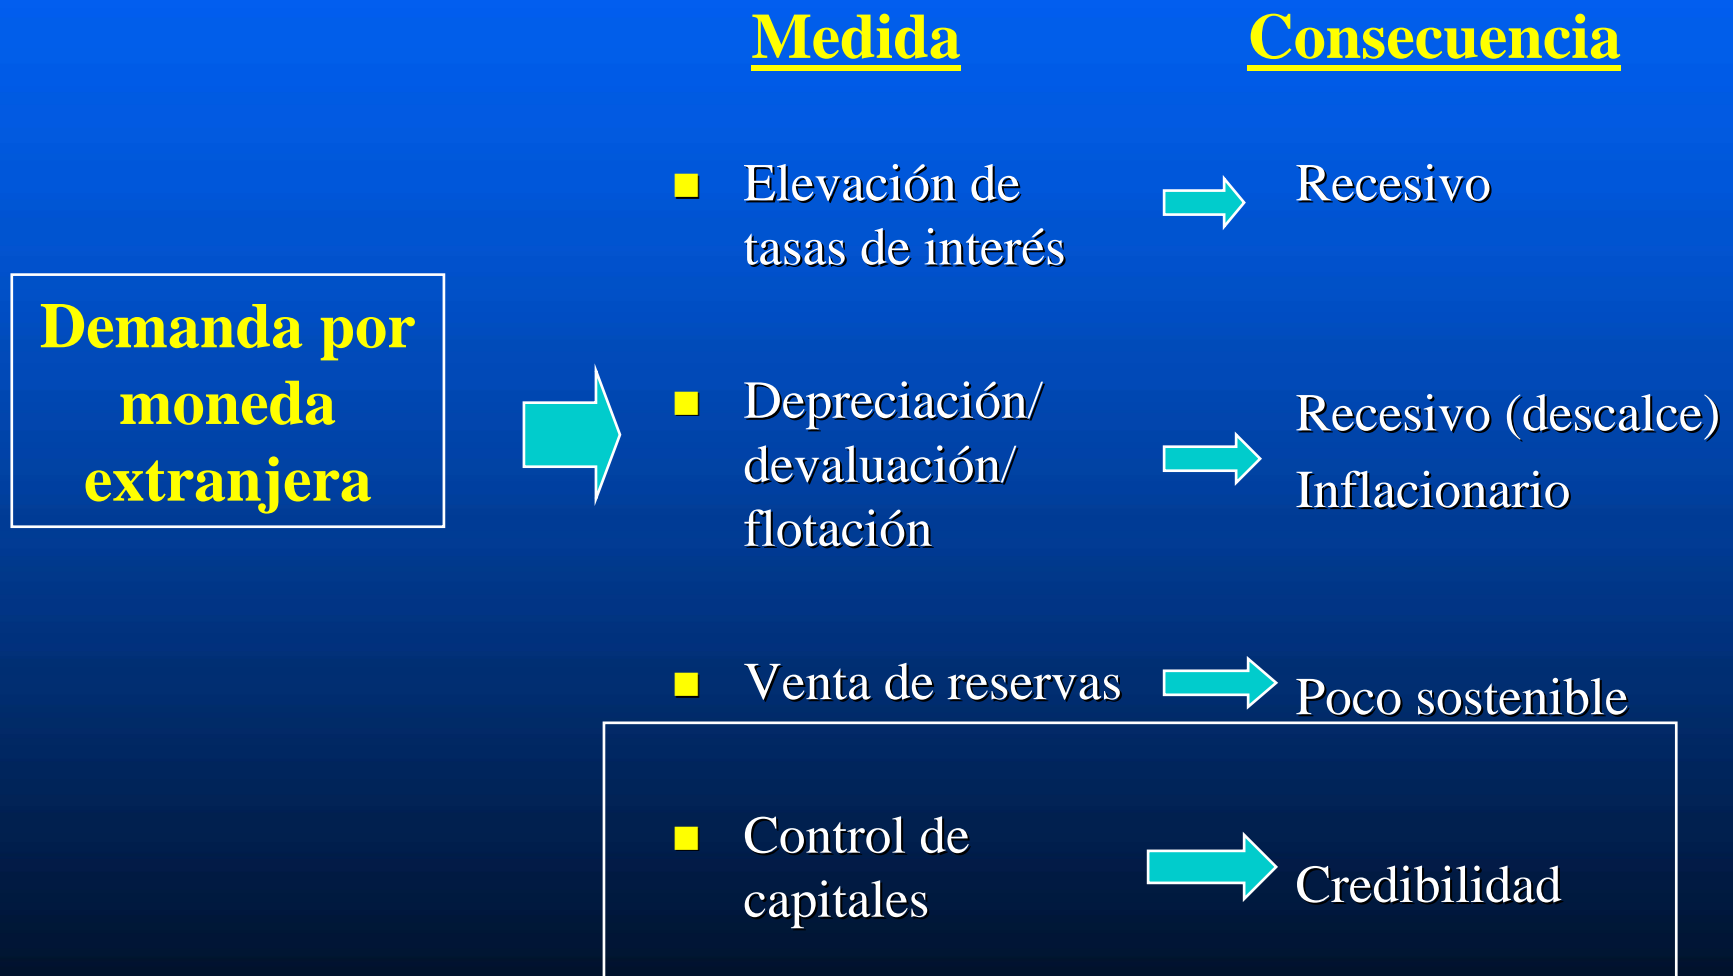 Medida
Consecuencia
Demanda por
moneda
extranjera
Elevación de
tasas de interés
Recesivo
Depreciación/
devaluación/
flotación
Recesivo (descalce)
Inflacionario
Venta de reservas
Poco sostenible
Control de
capitales
Credibilidad